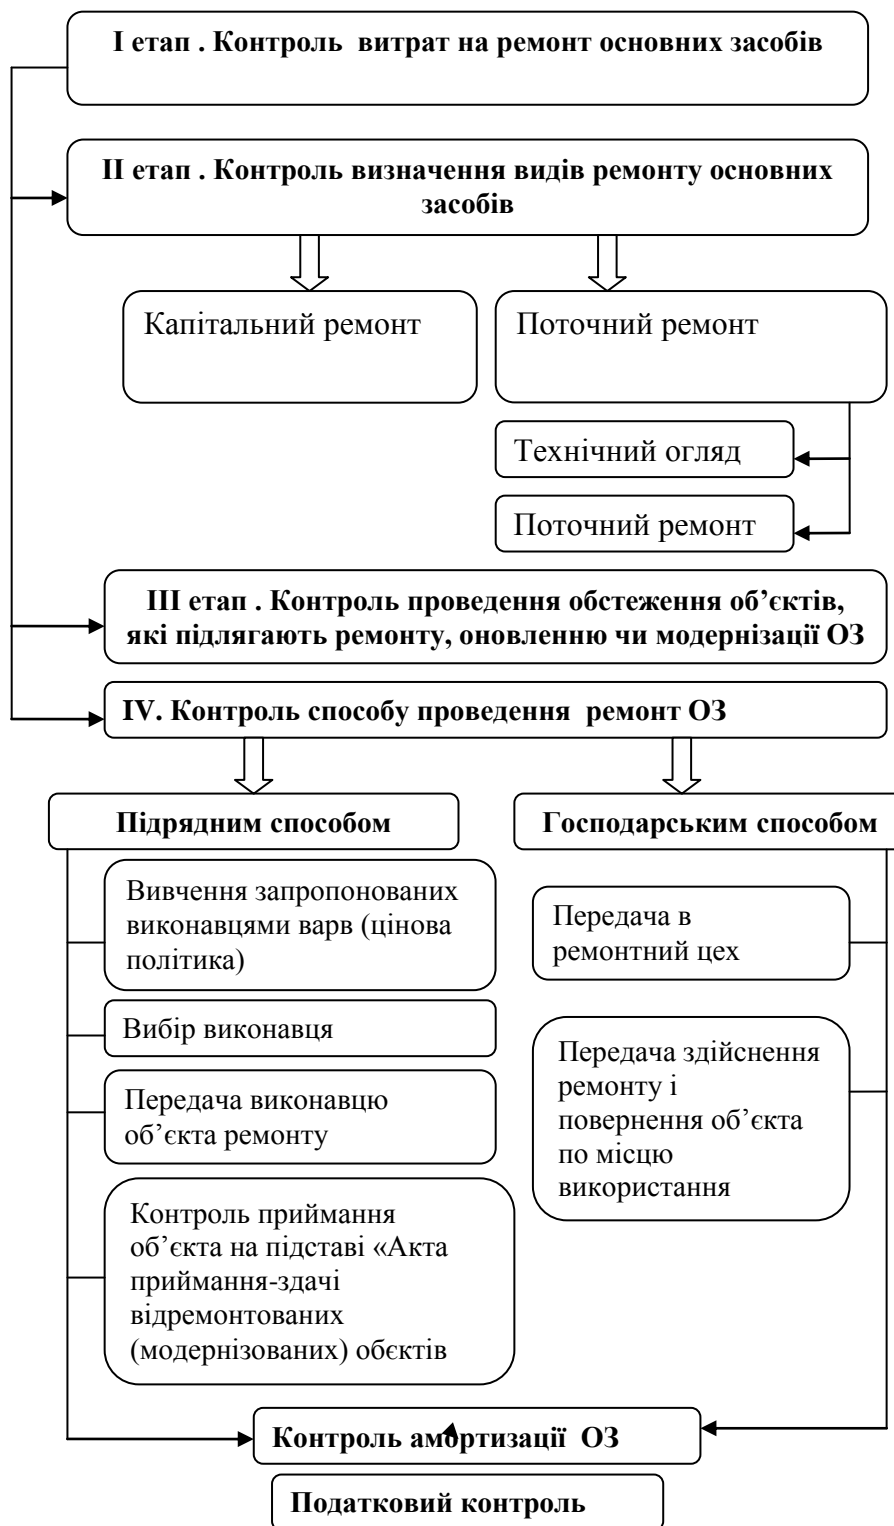 I етап . Контроль витрат на ремонт основних засобів
II етап . Контроль визначення видів ремонту основних
засобів
Капітальний ремонт
Поточний ремонт
Технічний огляд
Поточний ремонт
III етап . Контроль проведення обстеження об’єктів,
які підлягають ремонту, оновленню чи модернізації ОЗ
IV. Контроль способу проведення ремонт ОЗ
Підрядним способом
Вивчення запропонованих
виконавцями варв (цінова
політика)
Вибір виконавця
Передача виконавцю
об’єкта ремонту
Контроль приймання
об’єкта на підставі «Акта
приймання-здачі
відремонтованих
(модернізованих) обєктів
Господарським способом
Передача в
ремонтний цех
Передача здійснення
ремонту і
повернення об’єкта
по місцю
використання
Контроль амортизації ОЗ
Податковий контроль